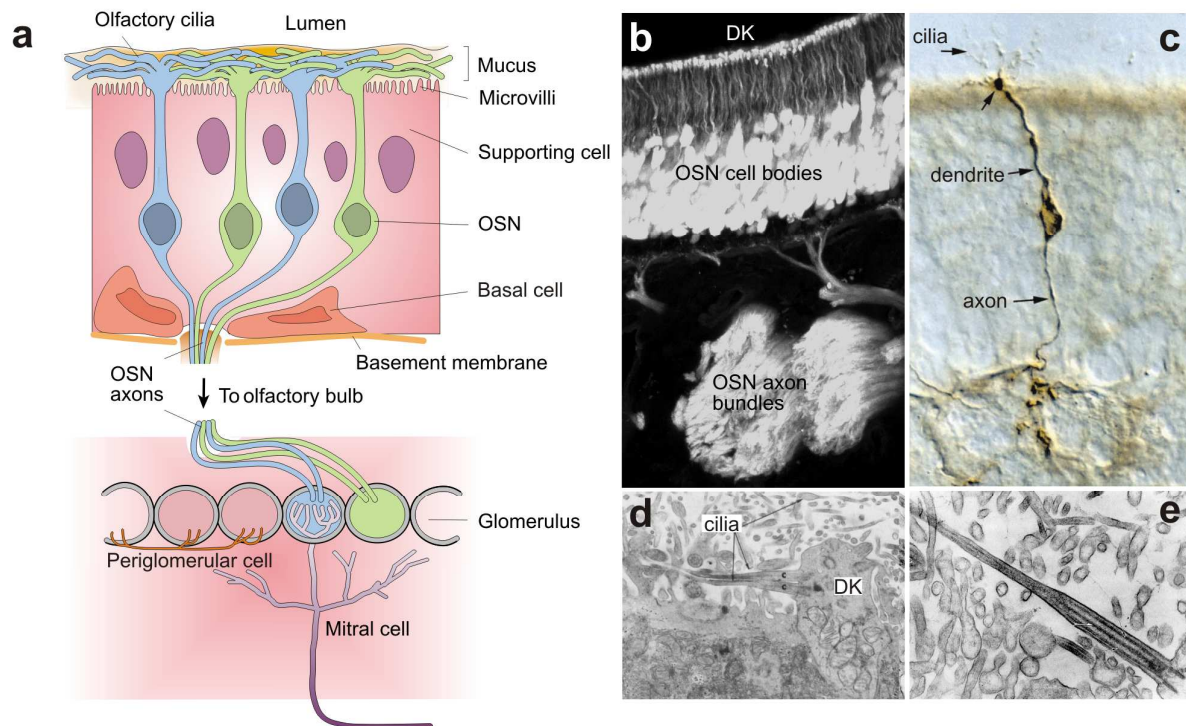 a
Olfactory cilia
Lumen
Mucus
Microvilli
Supporting cell
OSN
Basal cell
Basement membrane
OSN
axons
To olfactory bulb
Glomerulus
Periglomerular cell
Mitral cell
b
DK
OSN cell bodies
OSN axon
bundles
c
cilia
dendrite
axon
d
cilia
DK
e